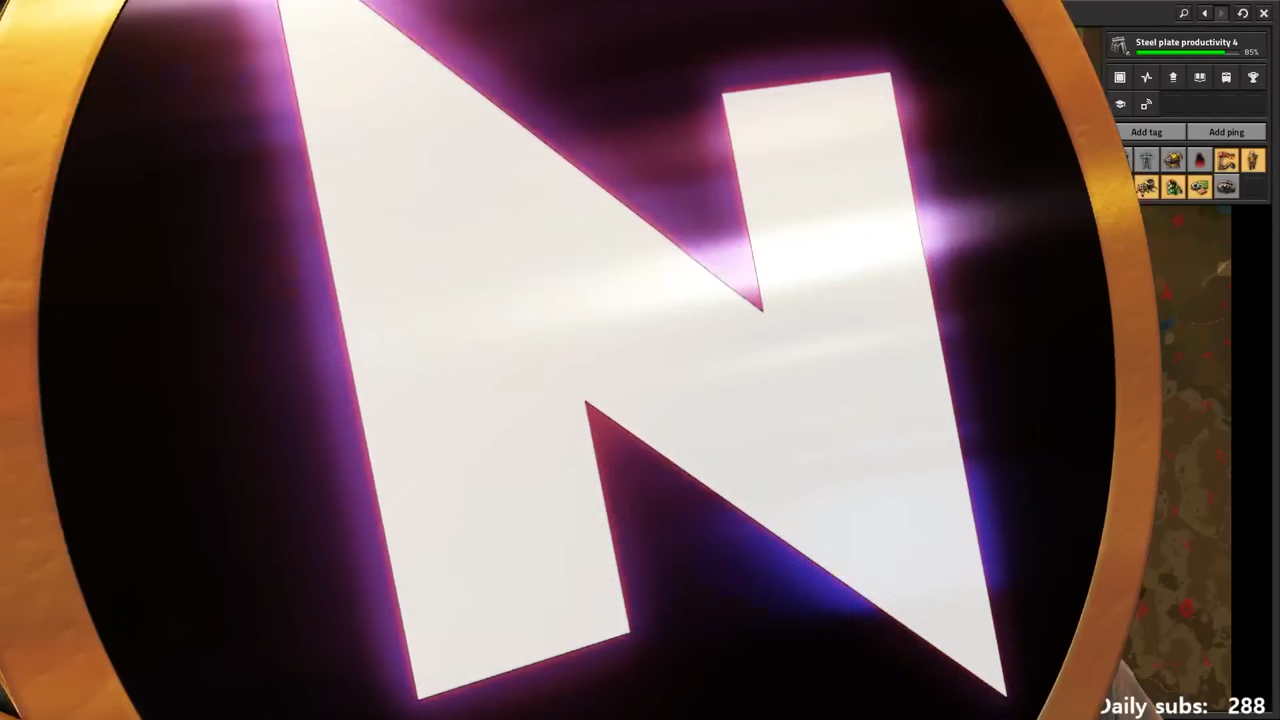 N
Steel plate productivity 4
85%
Add tag
Add ping
Daily subs: 288